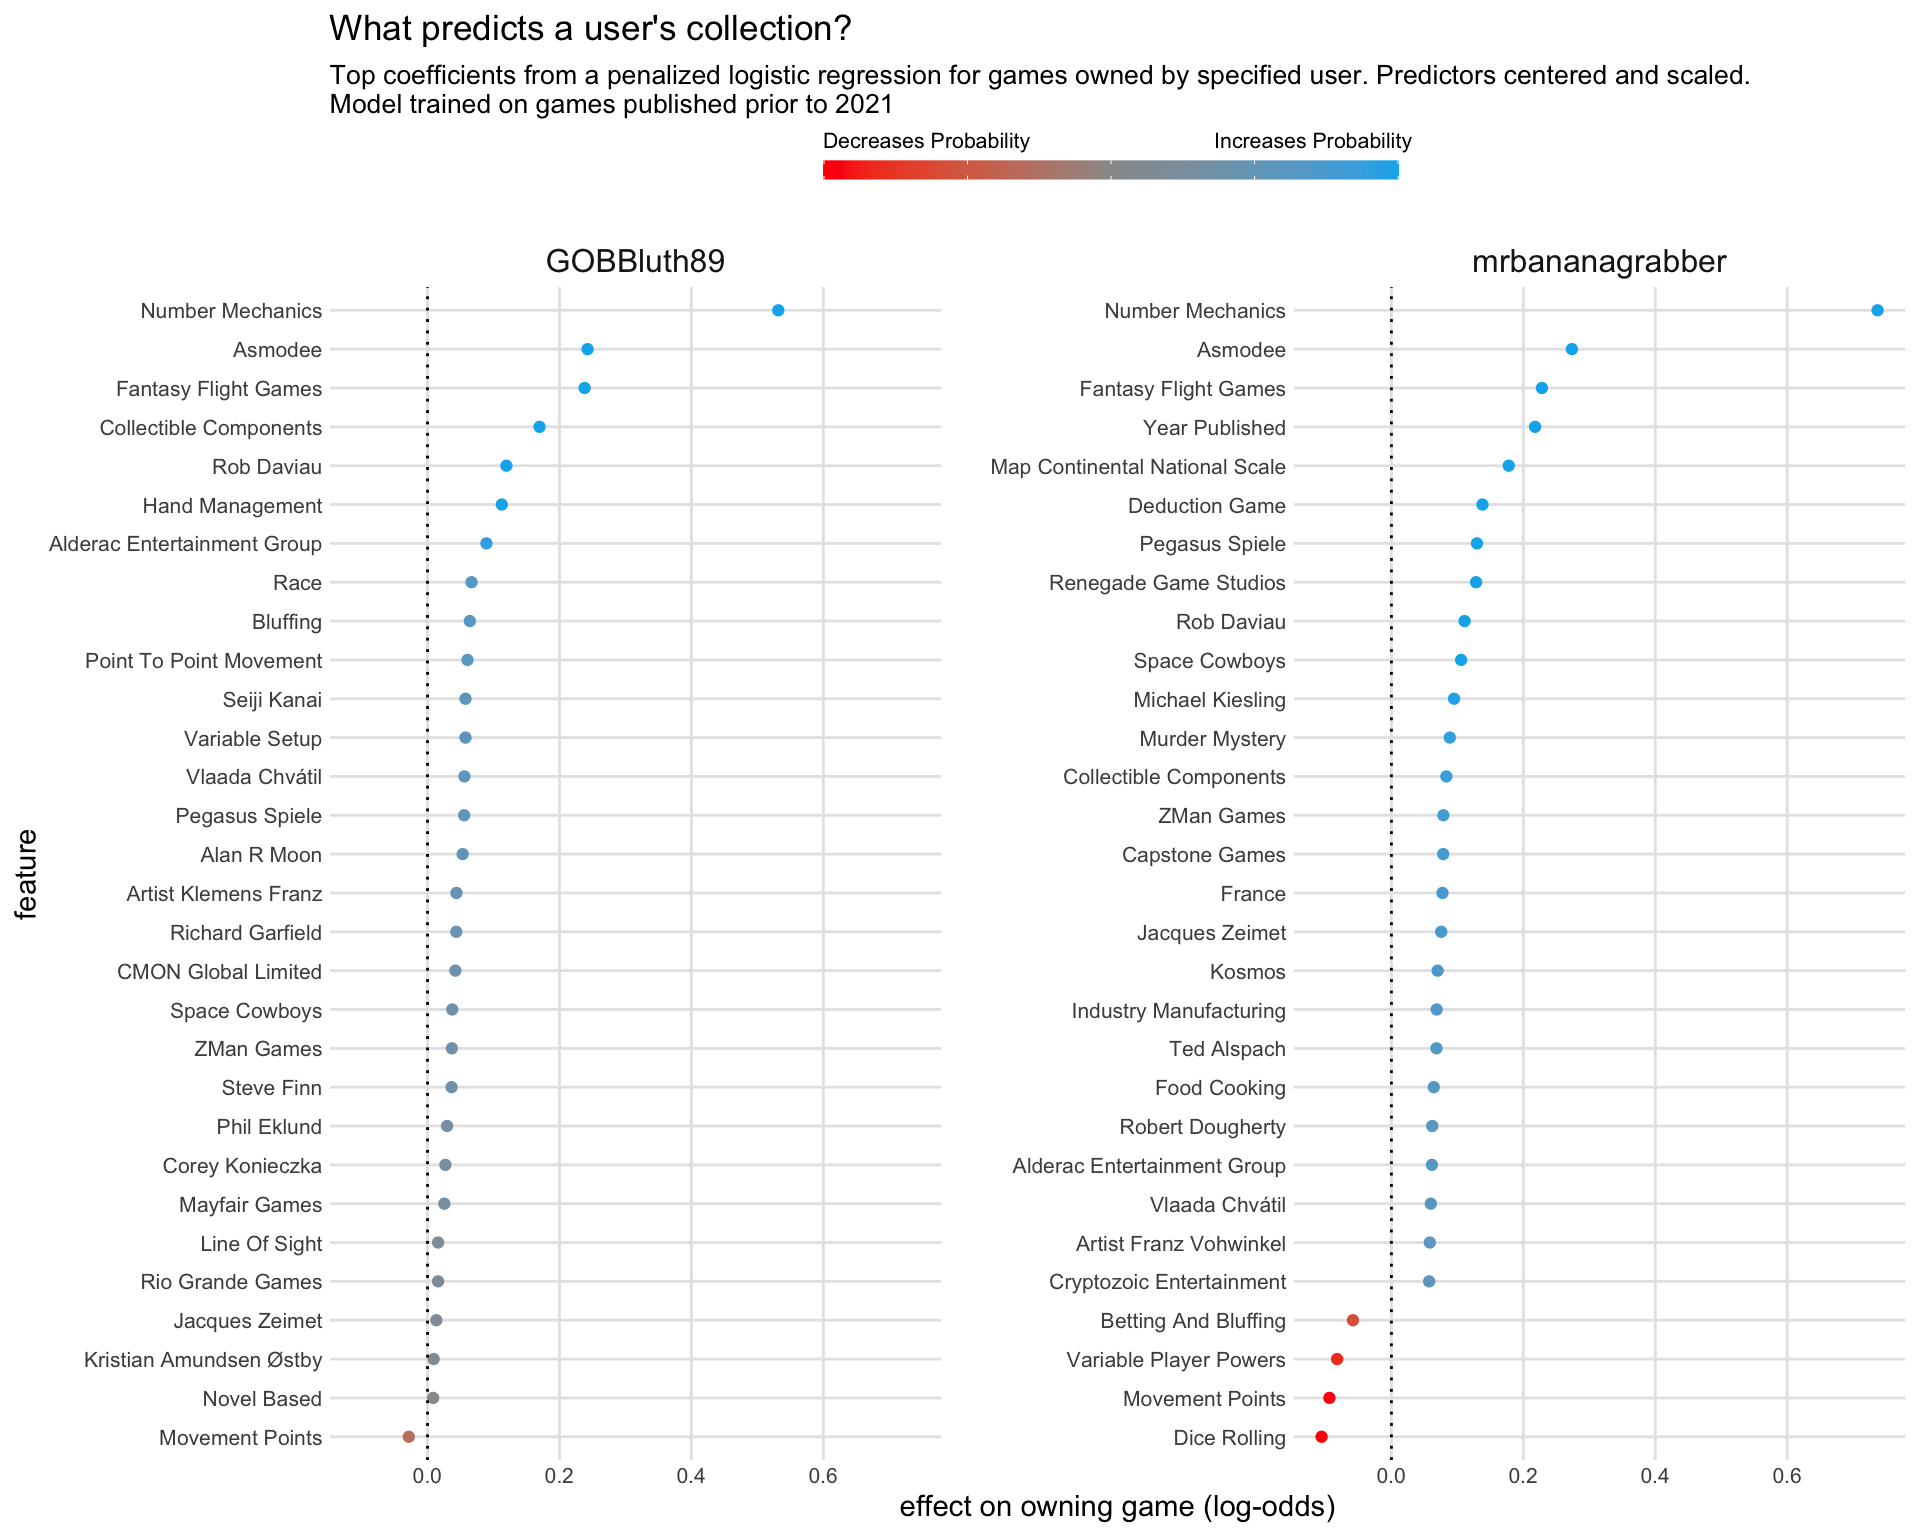 What predicts a user's collection?
Top coefficients from a penalized logistic regression for games owned by specified user. Predictors centered and scaled.
Model trained on games published prior to 2021
Decreases Probability
Increases Probability
GOBBluth89
Number Mechanics
Asmodee
Fantasy Flight Games
Collectible Components
Rob Daviau
Hand Management
Alderac Entertainment Group
Race
Bluffing
Point To Point Movement
Seiji Kanai
Variable Setup
Vlaada Chvátil
Pegasus Spiele
Alan R Moon
Artist Klemens Franz
Richard Garfield
CMON Global Limited
Space Cowboys
ZMan Games
Steve Finn
Phil Eklund
Corey Konieczka
Mayfair Games
Line Of Sight
Rio Grande Games
Jacques Zeimet
Kristian Amundsen Østby
Novel Based
Movement Points
0.0
0.2
0.4
0.6
mrbananagrabber
Number Mechanics
Asmodee
Fantasy Flight Games
Year Published
Map Continental National Scale
Deduction Game
Pegasus Spiele
Renegade Game Studios
Rob Daviau
Space Cowboys
Michael Kiesling
Murder Mystery
Collectible Components
ZMan Games
Capstone Games
France
Jacques Zeimet
Kosmos
Industry Manufacturing
Ted Alspach
Food Cooking
Robert Dougherty
Alderac Entertainment Group
Vlaada Chvátil
Artist Franz Vohwinkel
Cryptozoic Entertainment
Betting And Bluffing
Variable Player Powers
Movement Points
Dice Rolling
0.0
0.2
0.4
0.6
feature
effect on owning game (log-odds)